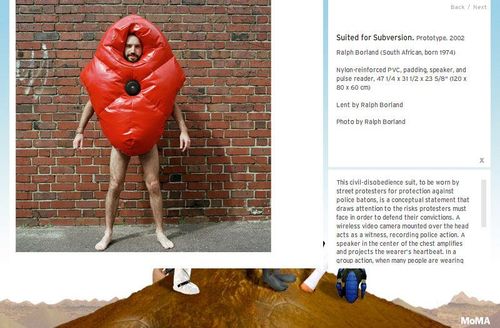 Back / Next
Suited for Subversion. Prototype. 2002
Ralph Borland (South African, born 1974)
Nylon-reinforced PVC, padding, speaker, and
pulse reader, 47 1/4 x 31 1/2 x 23 5/8" (120 x
80 x 60 cm)
Lent by Ralph Borland
Photo by Ralph Borland
X
This civil-disobedience suit, to be worn by
street protesters for protection against
police batons, is a conceptual statement that
draws attention to the risks protesters must
face in order to defend their convictions. A
wireless video camera mounted over the head
acts as a witness, recording police action. A
speaker in the center of the chest amplifies
and projects the wearer's heartbeat. In a
group action, when many people are wearing
MoMA